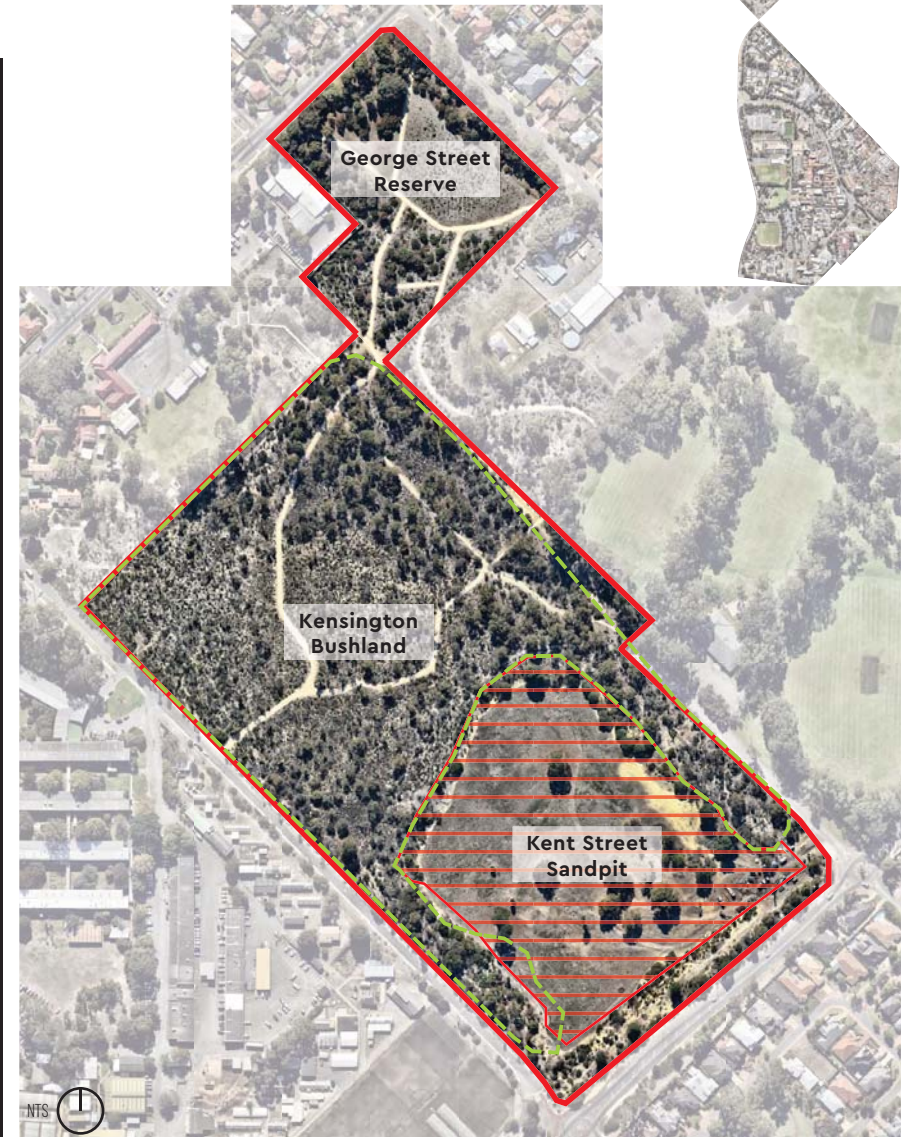 George Street
Reserve
Kensington
Bushland
Kent Street
Sandpit
NTS